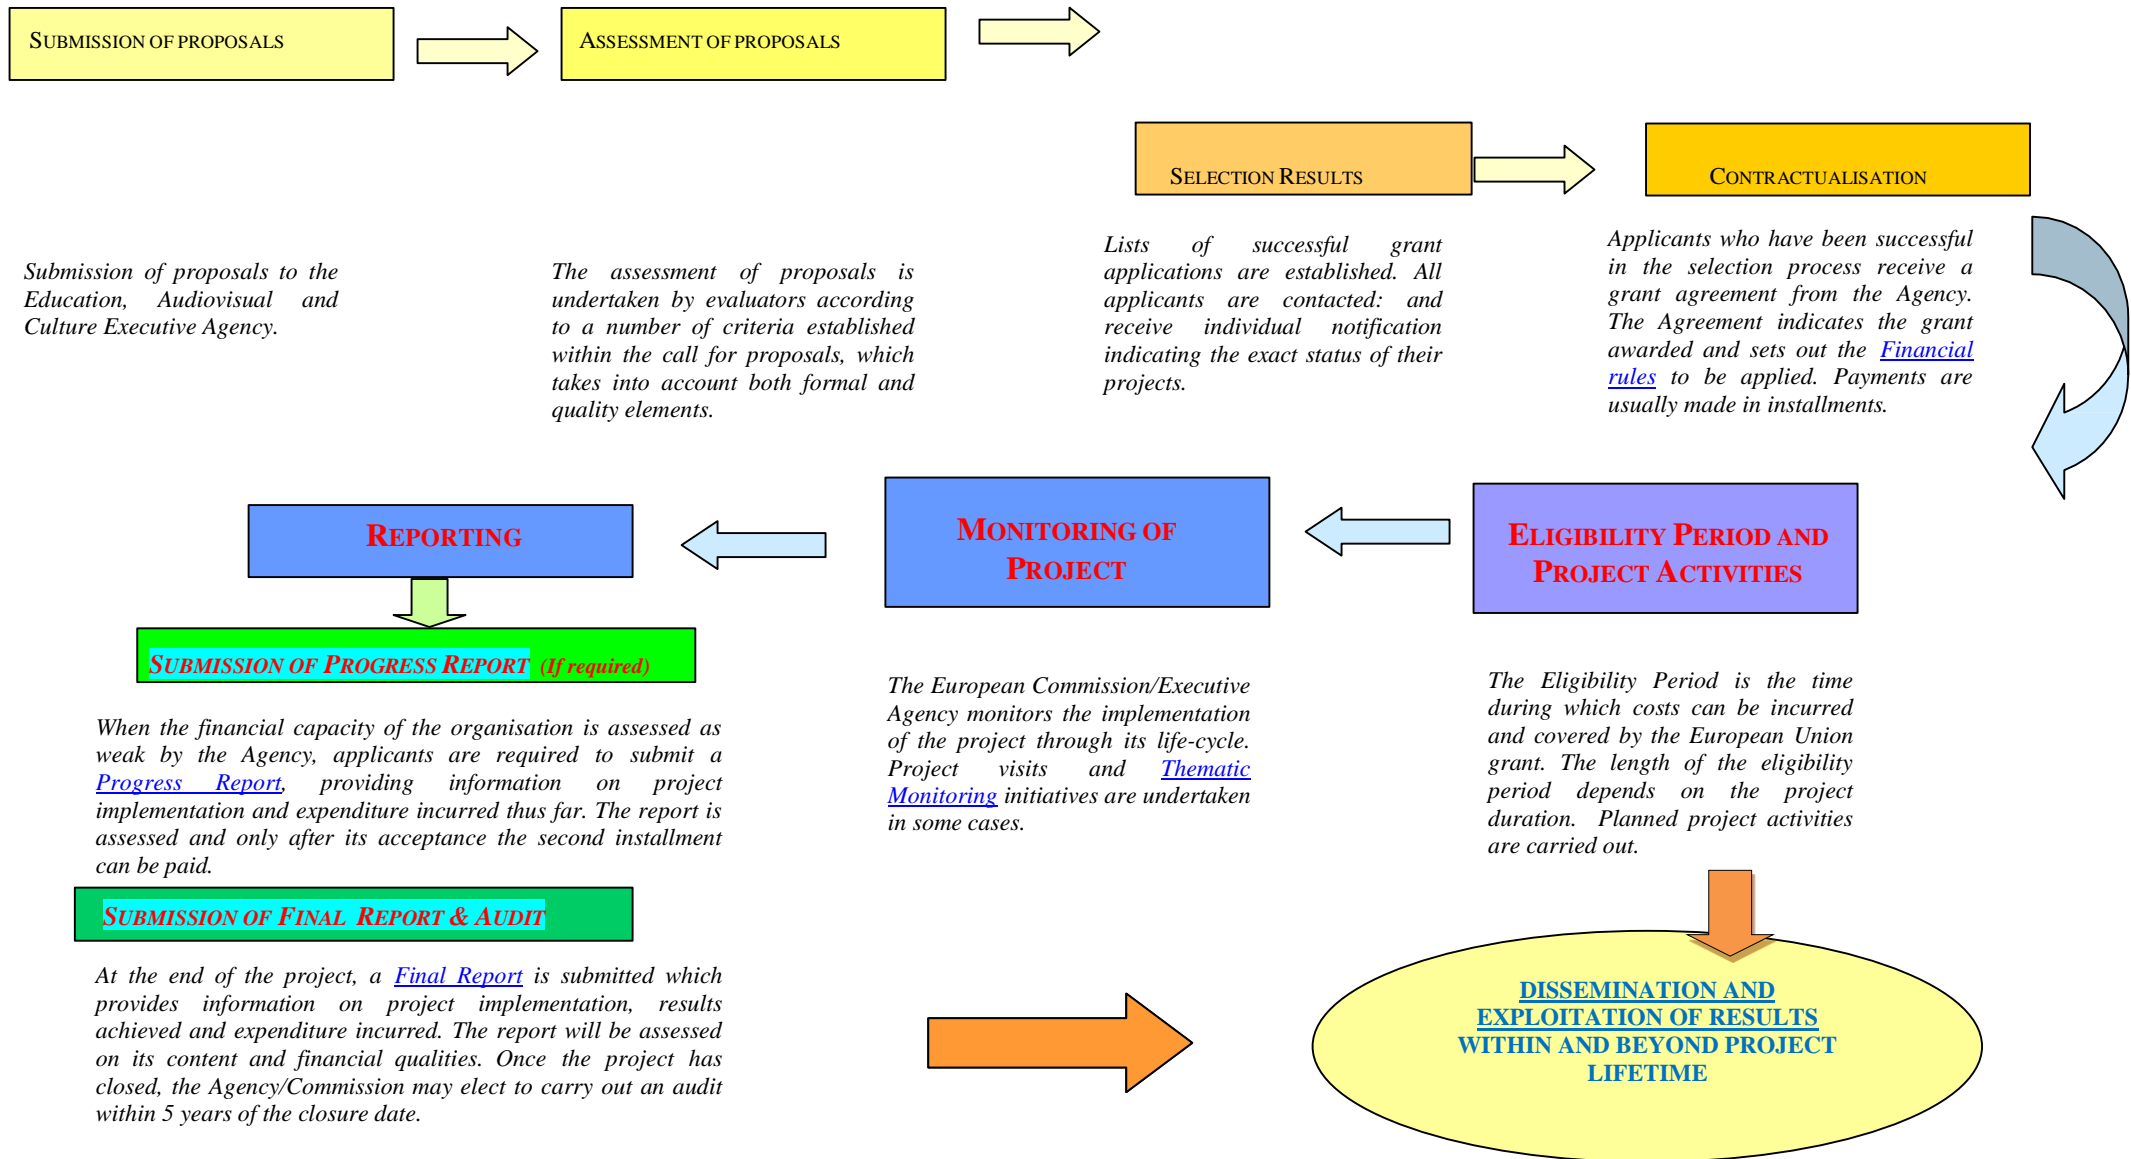 SUBMISSION OF PROPOSALS
ASSESSMENT OF PROPOSALS
SELECTION RESULTS
CONTRACTUALISATION
Submission of proposals to the
Education, Audiovisual and
Culture Executive Agency.
The assessment of proposals is
undertaken by evaluators according
to a number of criteria established
within the call for proposals, which
takes into account both formal and
quality elements.
Lists of successful grant
applications are established. All
applicants are contacted: and
receive individual notification
indicating the exact status of their
projects.
Applicants who have been successful
in the selection process receive a
grant agreement from the Agency.
The Agreement indicates the grant
awarded and sets out the Financial
rules to be applied. Payments are
usually made in installments.
REPORTING
MONITORING OF
PROJECT
ELIGIBILITY PERIOD AND
PROJECT ACTIVITIES
SUBMISSION OF PROGRESS REPORT (If required)
When the financial capacity of the organisation is assessed as
weak by the Agency, applicants are required to submit a
Progress Report, providing information on project
implementation and expenditure incurred thus far. The report is
assessed and only after its acceptance the second installment
can be paid.
The European Commission/Executive
Agency monitors the implementation
of the project through its life-cycle.
Project visits and Thematic
Monitoring initiatives are undertaken
in some cases.
The Eligibility Period is the time
during which costs can be incurred
and covered by the European Union
grant. The length of the eligibility
period depends on the project
duration. Planned project activities
are carried out.
SUBMISSION OF FINAL REPORT & AUDIT
At the end of the project, a Final Report is submitted which
provides information on project implementation, results
achieved and expenditure incurred. The report will be assessed
on its content and financial qualities. Once the project has
closed, the Agency/Commission may elect to carry out an audit
within 5 years of the closure date.
DISSEMINATION AND
EXPLOITATION OF RESULTS
WITHIN AND BEYOND PROJECT
LIFETIME